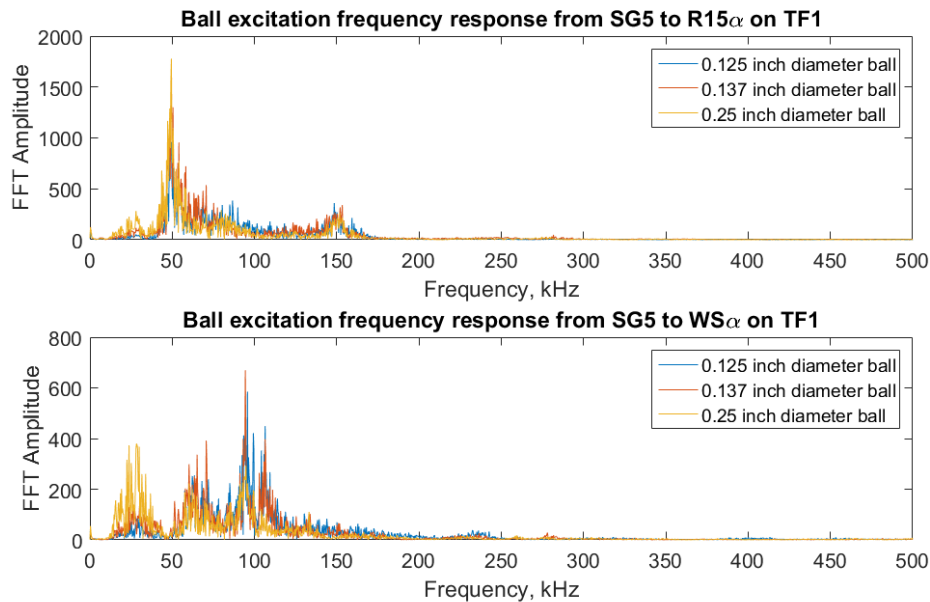 Ball excitation frequency response from SG5 to R15α on TF1
2000
1500
1000
500
0
FFT Amplitude
0.125 inch diameter ball
0.137 inch diameter ball
0.25 inch diameter ball
0 50 100 150 200 250 300 350 400 450 500
Frequency, kHz
Ball excitation frequency response from SG5 to WSα on TF1
800
600
400
200
0
FFT Amplitude
0.125 inch diameter ball
0.137 inch diameter ball
0.25 inch diameter ball
0 50 100 150 200 250 300 350 400 450 500
Frequency, kHz